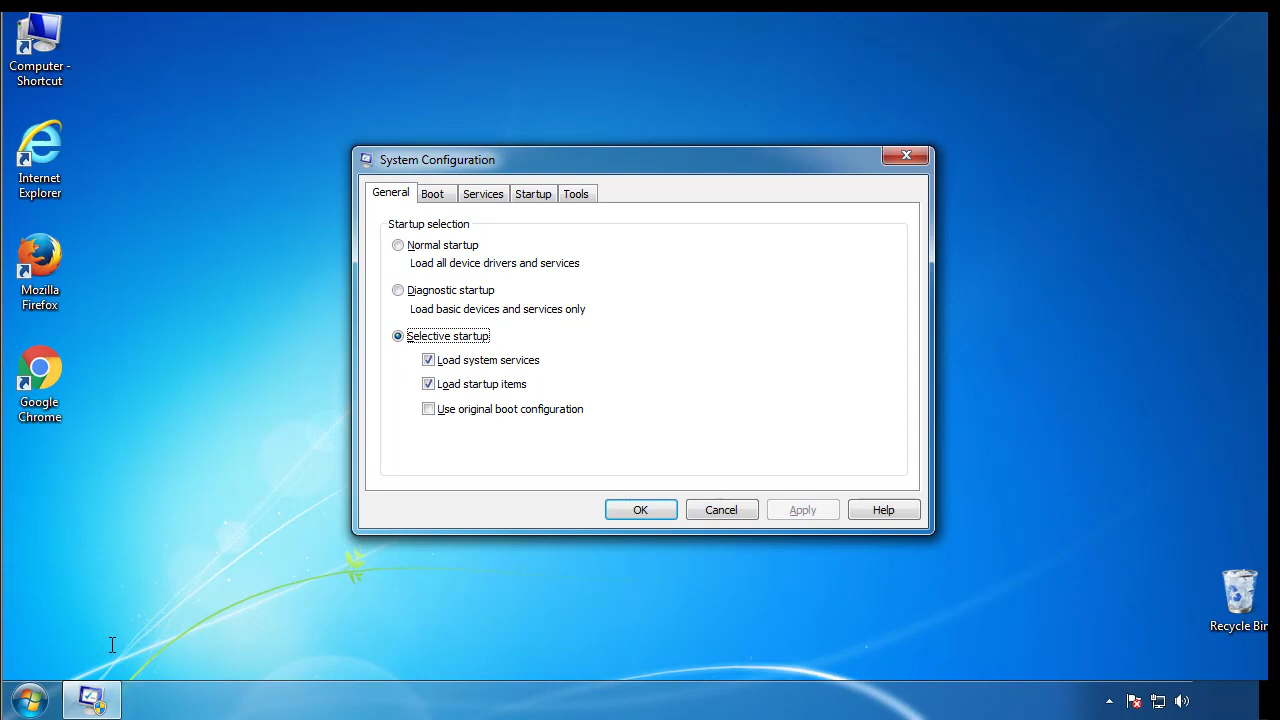 Computer -
Shortcut
Internet
Explorer
Mozilla
Firefox
Google
Chrome
System Configuration
General
Boot
Services
Startup
Tools
Startup selection
Normal startup
Load all device drivers and services
Diagnostic startup
Load basic devices and services only
Selective startup
Load system services
Load startup items
Use original boot configuration
OK
Cancel
Apply
Help
Recycle Bin